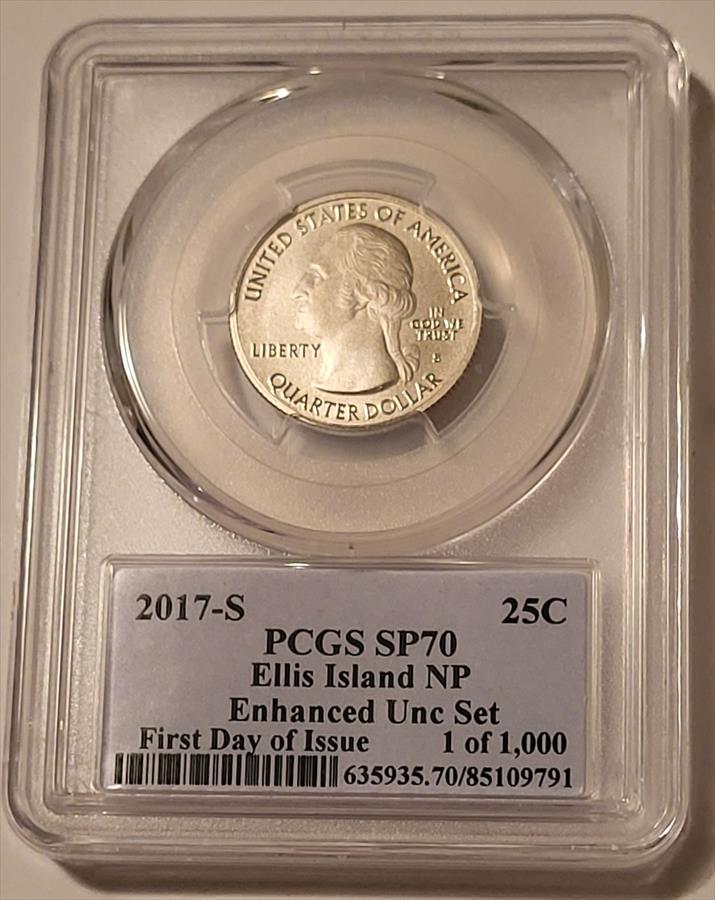 UNITED STATES OF AMERICA
IN
GOD WE
TRUST
LIBERTY
S
QUARTER DOLLAR
2017-S 25C
PCGS SP70
Ellis Island NP
Enhanced Unc Set
First Day of Issue 1 of 1,000
635935.70/85109791